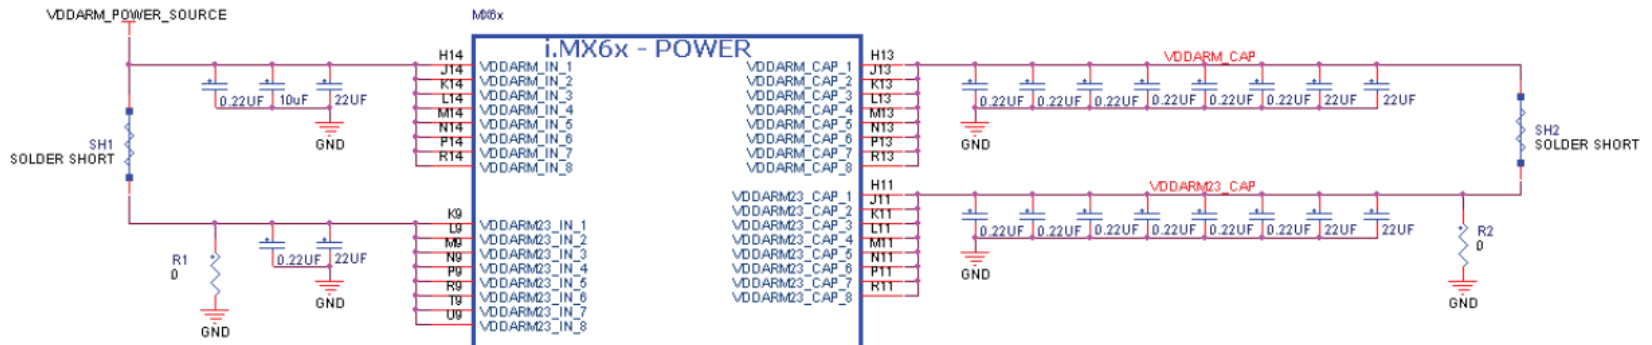 VDDARM_POWER_SOURCE
MX6x
i.MX6x - POWER
H14
J14
K14
L14
M14
N14
P14
R14
VDDARM_IN_1
VDDARM_IN_2
VDDARM_IN_3
VDDARM_IN_4
VDDARM_IN_5
VDDARM_IN_6
VDDARM_IN_7
VDDARM_IN_8
VDDARM_CAP_1
VDDARM_CAP_2
VDDARM_CAP_3
VDDARM_CAP_4
VDDARM_CAP_5
VDDARM_CAP_6
VDDARM_CAP_7
VDDARM_CAP_8
H13
J13
K13
L13
M13
N13
P13
R13
VDDARM_CAP
0.22UF 10uF 22UF
GND
0.22UF 0.22UF 0.22UF 0.22UF 0.22UF 0.22UF 0.22UF 22UF
GND
SH1
SOLDER SHORT
SH2
SOLDER SHORT
K9
L9
M9
N9
P9
R9
T9
U9
VDDARM23_IN_1
VDDARM23_IN_2
VDDARM23_IN_3
VDDARM23_IN_4
VDDARM23_IN_5
VDDARM23_IN_6
VDDARM23_IN_7
VDDARM23_IN_8
VDDARM23_CAP_1
VDDARM23_CAP_2
VDDARM23_CAP_3
VDDARM23_CAP_4
VDDARM23_CAP_5
VDDARM23_CAP_6
VDDARM23_CAP_7
VDDARM23_CAP_8
H11
J11
K11
L11
M11
N11
P11
R11
VDDARM23_CAP
0.22UF 0.22UF 0.22UF 0.22UF 0.22UF 0.22UF 0.22UF 22UF
GND
R1
0
GND
0.22UF 22UF
GND
R2
0
GND